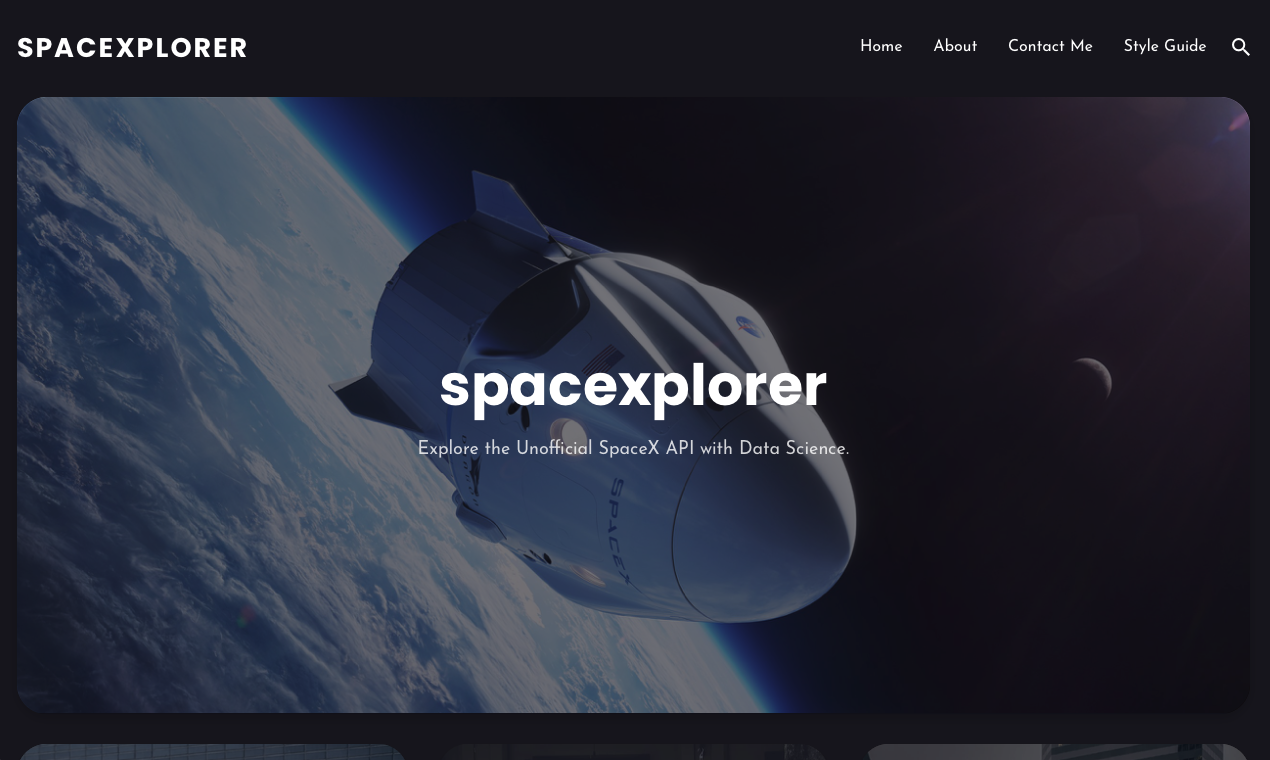 SPACEXPLORER
Home About Contact Me Style Guide
spacexplorer
Explore the Unofficial SpaceX API with Data Science.
SPACEX